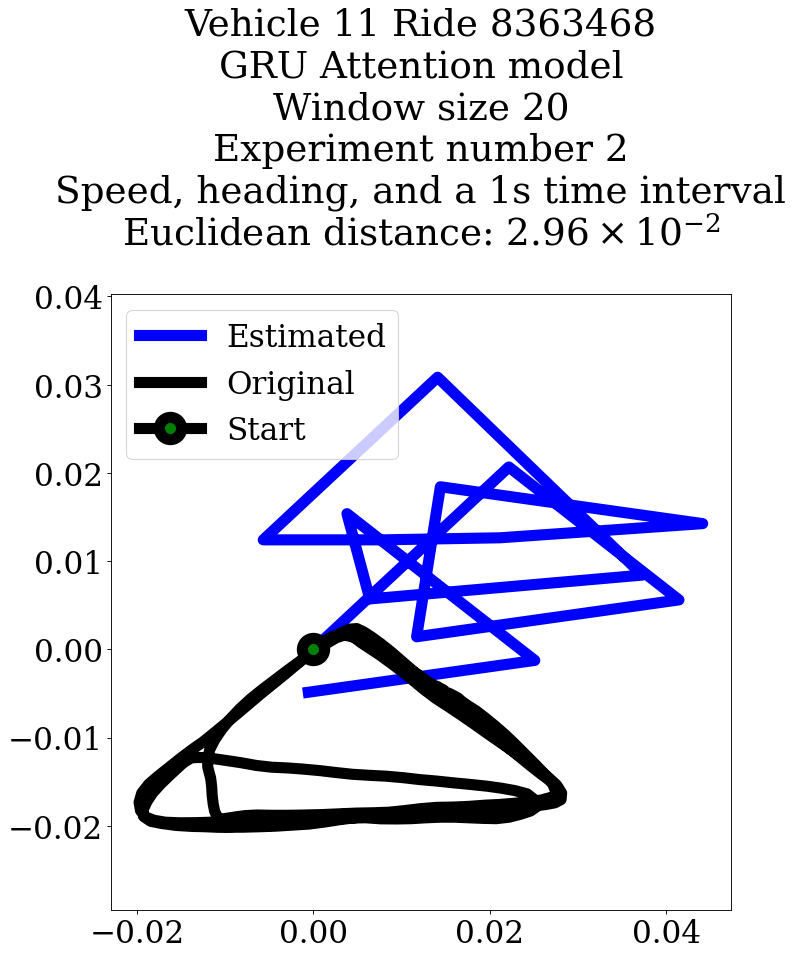 Vehicle 11 Ride 8363468
GRU Attention model
Window size 20
Experiment number 2
Speed, heading, and a 1s time interval
Euclidean distance: 2.96 × 10⁻²
0.04
Estimated
0.03
Original
Start
0.02
0.01
0.00
−0.01
−0.02
−0.02 0.00 0.02 0.04